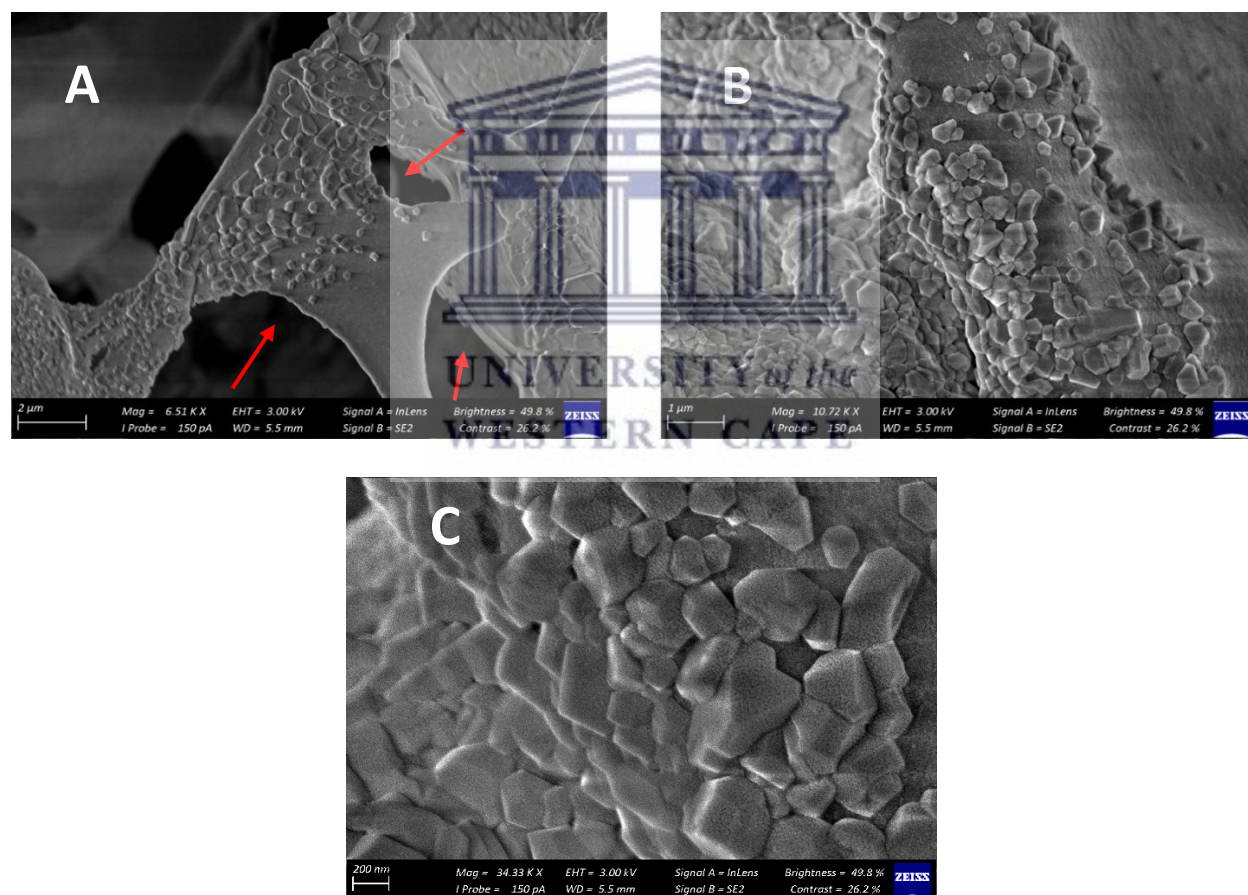 A
B
2 µm
Mag = 6.51 K X
EHT = 3.00 kV
Signal A = InLens
Brightness = 49.8 %
ZEISS
I Probe = 150 pA
WD = 5.5 mm
Signal B = SE2
Contrast = 26.2 %
1 µm
Mag = 10.72 K X
EHT = 3.00 kV
Signal A = InLens
Brightness = 49.8 %
ZEISS
I Probe = 150 pA
WD = 5.5 mm
Signal B = SE2
Contrast = 26.2 %
UNIVERSITY of the
WESTERN CAPE
C
200 nm
Mag = 34.33 K X
EHT = 3.00 kV
Signal A = InLens
Brightness = 49.8 %
ZEISS
I Probe = 150 pA
WD = 5.5 mm
Signal B = SE2
Contrast = 26.2 %